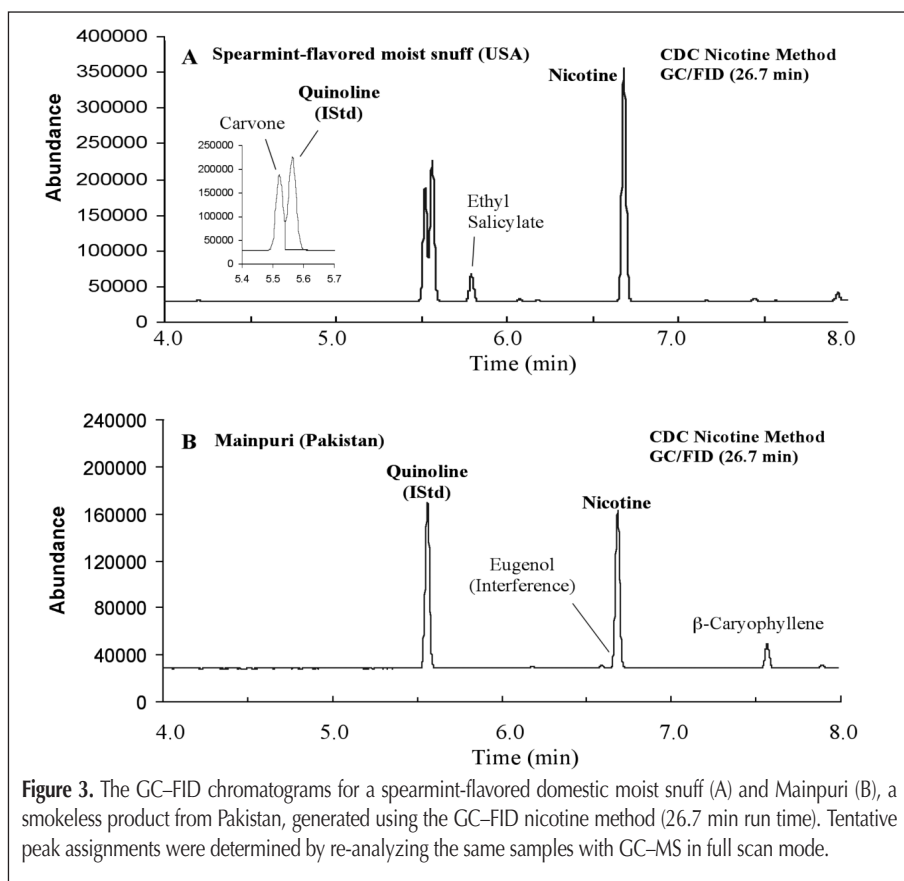 400000
350000
300000
250000
200000
150000
100000
50000
0
Abundance
A Spearmint-flavored moist snuff (USA)
CDC Nicotine Method
GC/FID (26.7 min)
Nicotine
Quinoline
(IStd)
Carvone
250000
200000
150000
100000
50000
0
5.4 5.5 5.6 5.7
Ethyl
Salicylate
4.0 5.0 6.0 7.0 8.0
Time (min)
240000
200000
160000
120000
80000
40000
0
Abundance
B Mainpuri (Pakistan)
CDC Nicotine Method
GC/FID (26.7 min)
Quinoline
(IStd)
Nicotine
Eugenol
(Interference)
β-Caryophyllene
4.0 5.0 6.0 7.0 8.0
Time (min)
Figure 3. The GC–FID chromatograms for a spearmint-flavored domestic moist snuff (A) and Mainpuri (B), a
smokeless product from Pakistan, generated using the GC–FID nicotine method (26.7 min run time). Tentative
peak assignments were determined by re-analyzing the same samples with GC–MS in full scan mode.